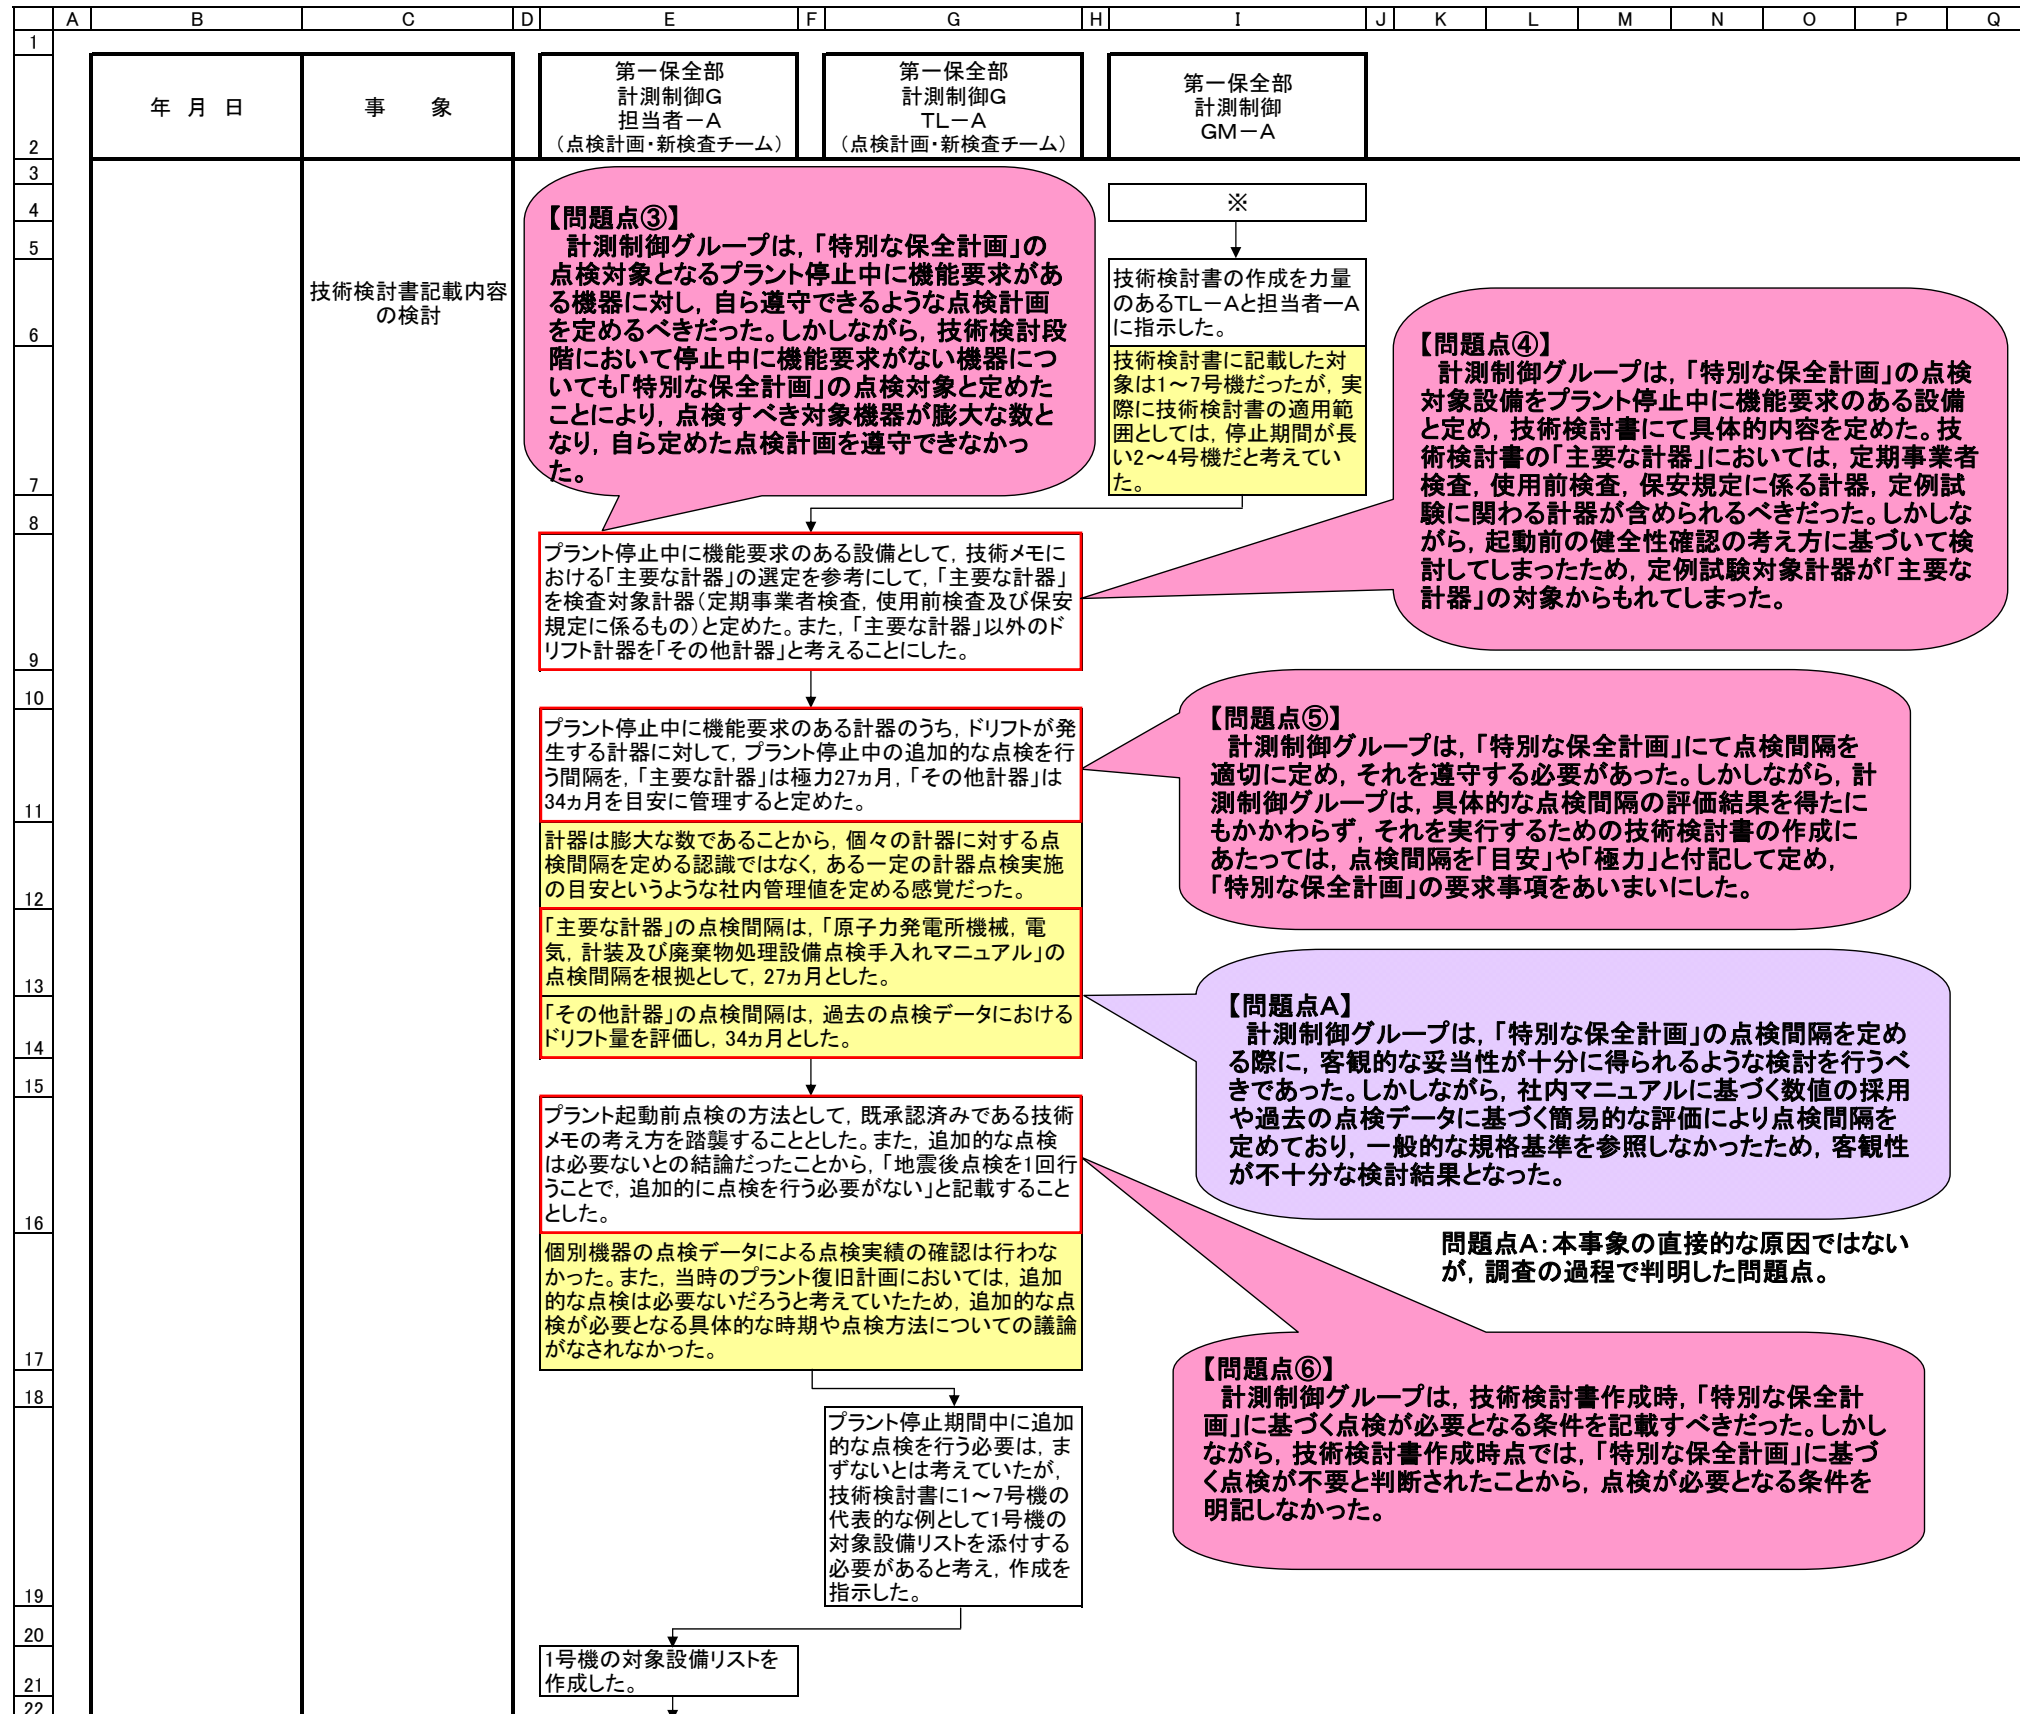 A B C D E F G H I J K L M N O P Q
1
2
3
4
5
6
7
8
9
10
11
12
13
14
15
16
17
18
19
20
21
22
年 月 日
事 象
第一保全部
計測制御G
担当者－A
（点検計画・新検査チーム）
第一保全部
計測制御G
TL－A
（点検計画・新検査チーム）
第一保全部
計測制御
GM－A
技術検討書記載内容
の検討
※
技術検討書の作成を力量
のあるTL－Aと担当者－A
に指示した。
技術検討書に記載した対
象は1～7号機だったが，実
際に技術検討書の適用範
囲としては，停止期間が長
い2～4号機だと考えてい
た。
【問題点③】
計測制御グループは，「特別な保全計画」の
点検対象となるプラント停止中に機能要求があ
る機器に対し，自ら遵守できるような点検計画
を定めるべきだった。しかしながら，技術検討段
階において停止中に機能要求がない機器につ
いても「特別な保全計画」の点検対象と定めた
ことにより，点検すべき対象機器が膨大な数と
なり，自ら定めた点検計画を遵守できなかっ
た。
【問題点④】
計測制御グループは，「特別な保全計画」の点検
対象設備をプラント停止中に機能要求のある設備
と定め，技術検討書にて具体的内容を定めた。技
術検討書の「主要な計器」においては，定期事業者
検査，使用前検査，保安規定に係る計器，定例試
験に関わる計器が含められるべきだった。しかしな
がら，起動前の健全性確認の考え方に基づいて検
討してしまったため，定例試験対象計器が「主要な
計器」の対象からもれてしまった。
プラント停止中に機能要求のある設備として，技術メモに
おける「主要な計器」の選定を参考にして，「主要な計器」
を検査対象計器（定期事業者検査，使用前検査及び保安
規定に係るもの）と定めた。また，「主要な計器」以外のド
リフト計器を「その他計器」と考えることにした。
プラント停止中に機能要求のある計器のうち，ドリフトが発
生する計器に対して，プラント停止中の追加的な点検を行
う間隔を，「主要な計器」は極力27ヵ月，「その他計器」は
34ヵ月を目安に管理すると定めた。
計器は膨大な数であることから，個々の計器に対する点
検間隔を定める認識ではなく，ある一定の計器点検実施
の目安というような社内管理値を定める感覚だった。
「主要な計器」の点検間隔は，「原子力発電所機械，電
気，計装及び廃棄物処理設備点検手入れマニュアル」の
点検間隔を根拠として，27ヵ月とした。
「その他計器」の点検間隔は，過去の点検データにおける
ドリフト量を評価し，34ヵ月とした。
【問題点⑤】
計測制御グループは，「特別な保全計画」にて点検間隔を
適切に定め，それを遵守する必要があった。しかしながら，計
測制御グループは，具体的な点検間隔の評価結果を得たに
もかかわらず，それを実行するための技術検討書の作成に
あたっては，点検間隔を「目安」や「極力」と付記して定め，
「特別な保全計画」の要求事項をあいまいにした。
【問題点A】
計測制御グループは，「特別な保全計画」の点検間隔を定め
る際に，客観的な妥当性が十分に得られるような検討を行うべ
きであった。しかしながら，社内マニュアルに基づく数値の採用
や過去の点検データに基づく簡易的な評価により点検間隔を
定めており，一般的な規格基準を参照しなかったため，客観性
が不十分な検討結果となった。
問題点A：本事象の直接的な原因ではない
が，調査の過程で判明した問題点。
プラント起動前点検の方法として，既承認済みである技術
メモの考え方を踏襲することとした。また，追加的な点検
は必要ないとの結論だったことから，「地震後点検を1回行
うことで，追加的に点検を行う必要がない」と記載すること
とした。
個別機器の点検データによる点検実績の確認は行わな
かった。また，当時のプラント復旧計画においては，追加
的な点検は必要ないだろうと考えていたため，追加的な点
検が必要となる具体的な時期や点検方法についての議論
がなされなかった。
【問題点⑥】
計測制御グループは，技術検討書作成時，「特別な保全計
画」に基づく点検が必要となる条件を記載すべきだった。しかし
ながら，技術検討書作成時点では，「特別な保全計画」に基づ
く点検が不要と判断されたことから，点検が必要となる条件を
明記しなかった。
プラント停止期間中に追加
的な点検を行う必要は，ま
ずないとは考えていたが，
技術検討書に1～7号機の
代表的な例として1号機の
対象設備リストを添付する
必要があると考え，作成を
指示した。
1号機の対象設備リストを
作成した。